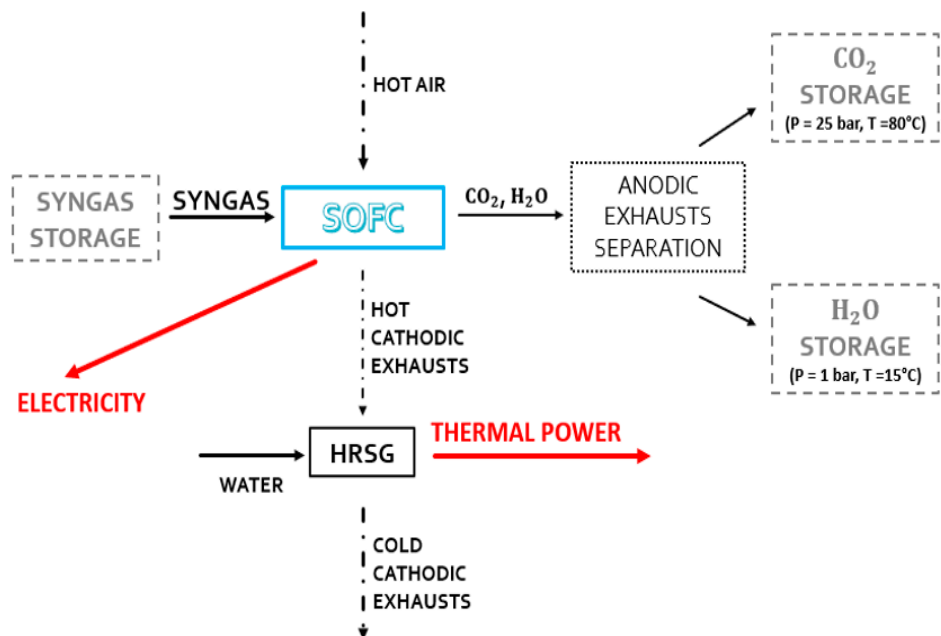 HOT AIR
CO₂
STORAGE
(P = 25 bar, T =80°C)
SYNGAS
STORAGE
SYNGAS
SOFC
CO₂, H₂O
ANODIC
EXHAUSTS
SEPARATION
HOT
CATHODIC
EXHAUSTS
H₂O
STORAGE
(P = 1 bar, T =15°C)
ELECTRICITY
WATER
HRSG
THERMAL POWER
COLD
CATHODIC
EXHAUSTS